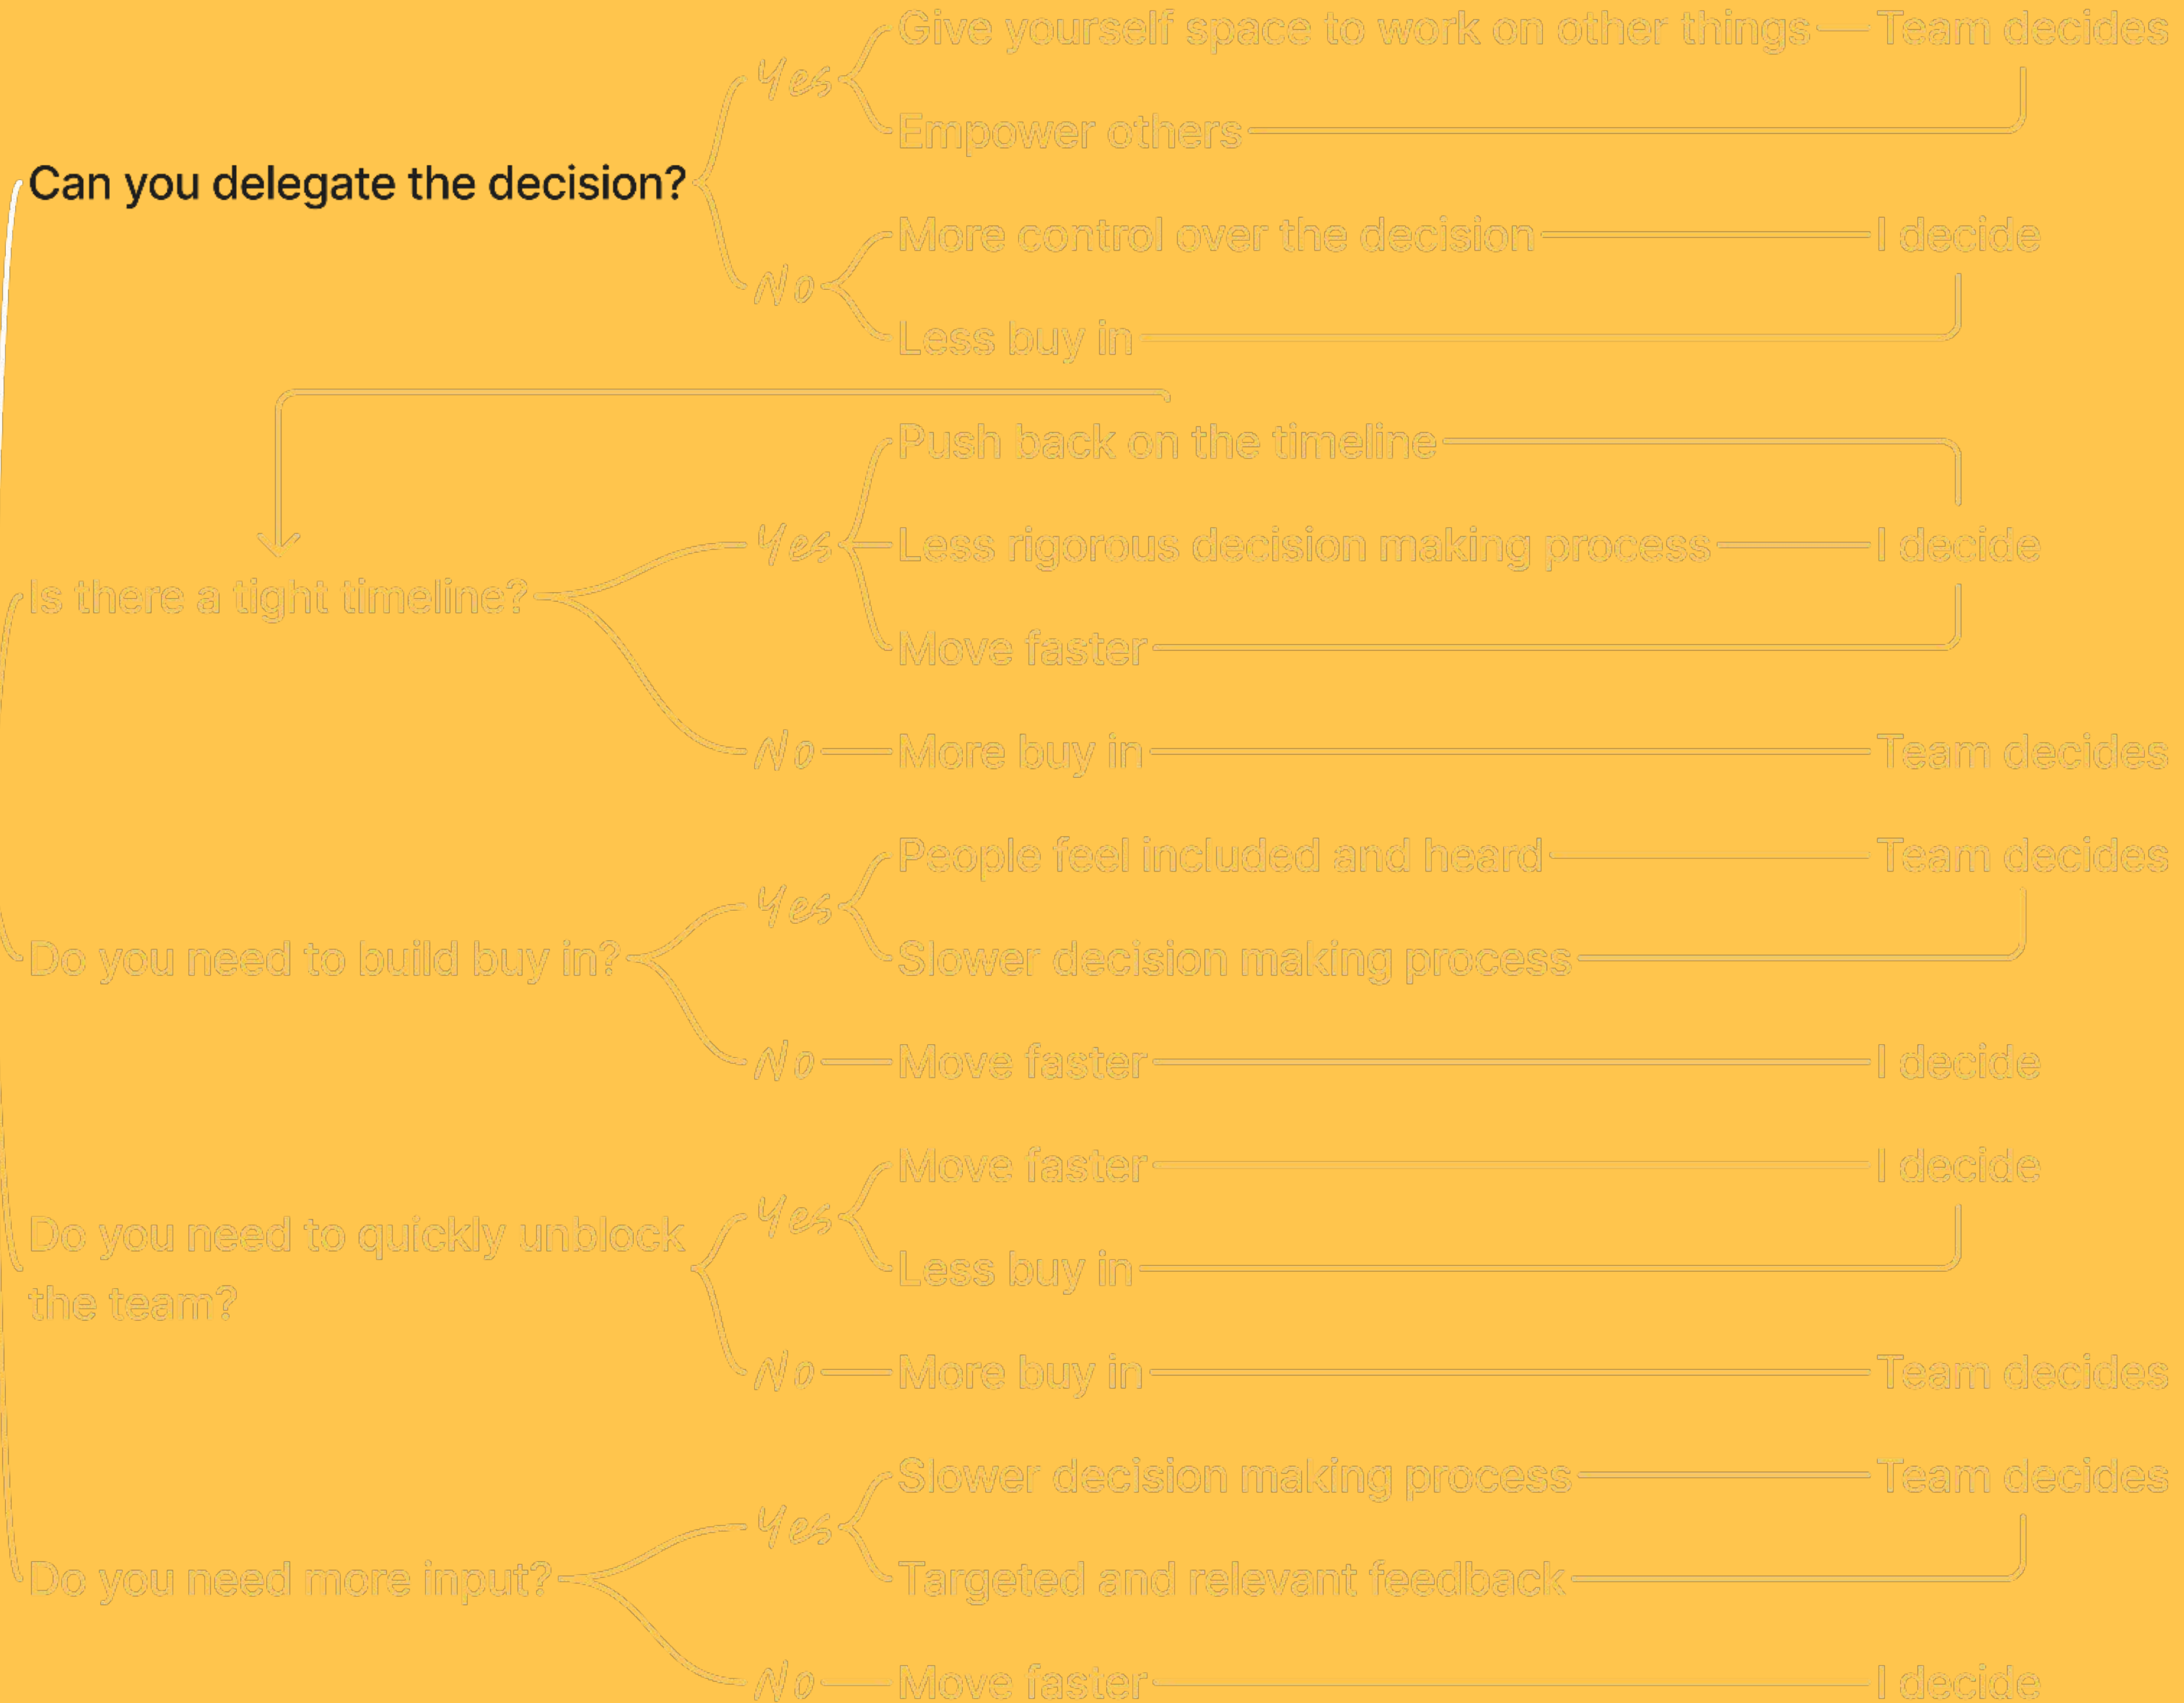 Give yourself space to work on other things Team decides
Yes
Empower others
Can you delegate the decision?
More control over the decision I decide
No
Less buy in
Push back on the timeline
Yes Less rigorous decision making process I decide
Is there a tight timeline?
Move faster
No More buy in Team decides
People feel included and heard Team decides
Yes
Do you need to build buy in? Slower decision making process
No Move faster I decide
Move faster I decide
Yes
Do you need to quickly unblock
the team?
Less buy in
No More buy in Team decides
Slower decision making process Team decides
Yes
Do you need more input? Targeted and relevant feedback
No Move faster I decide